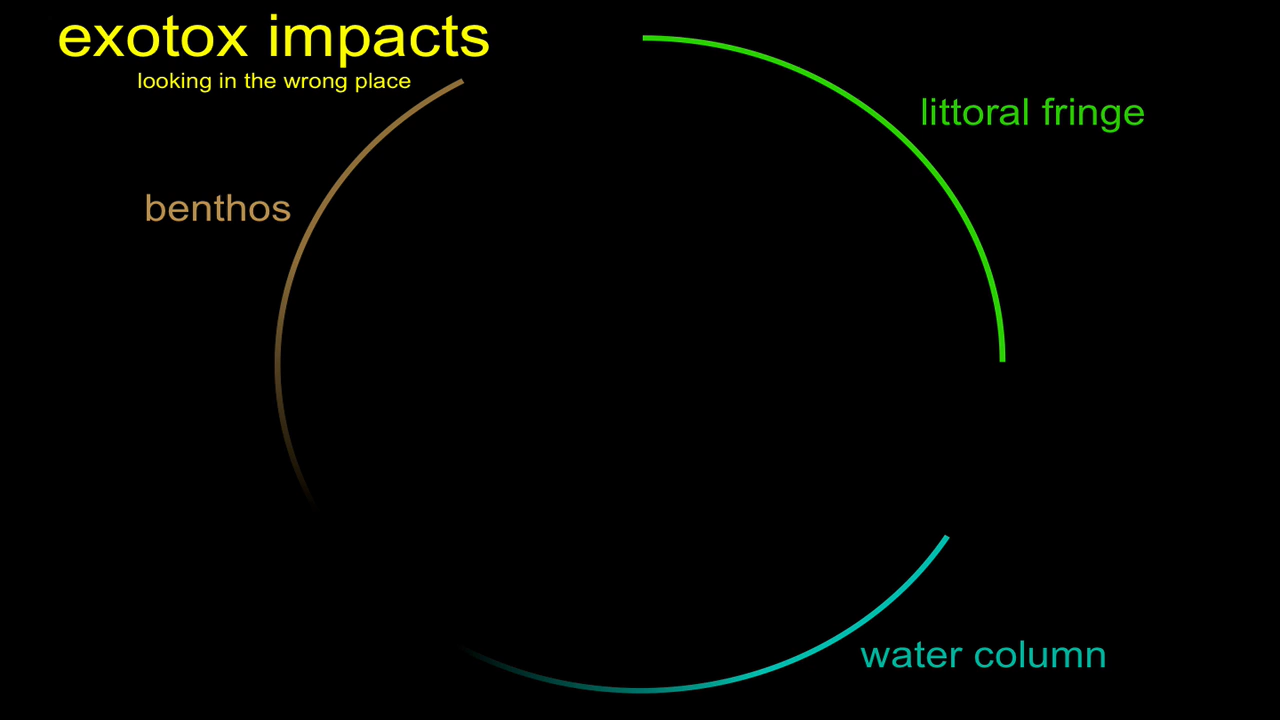 exotox impacts
looking in the wrong place
littoral fringe
benthos
water column